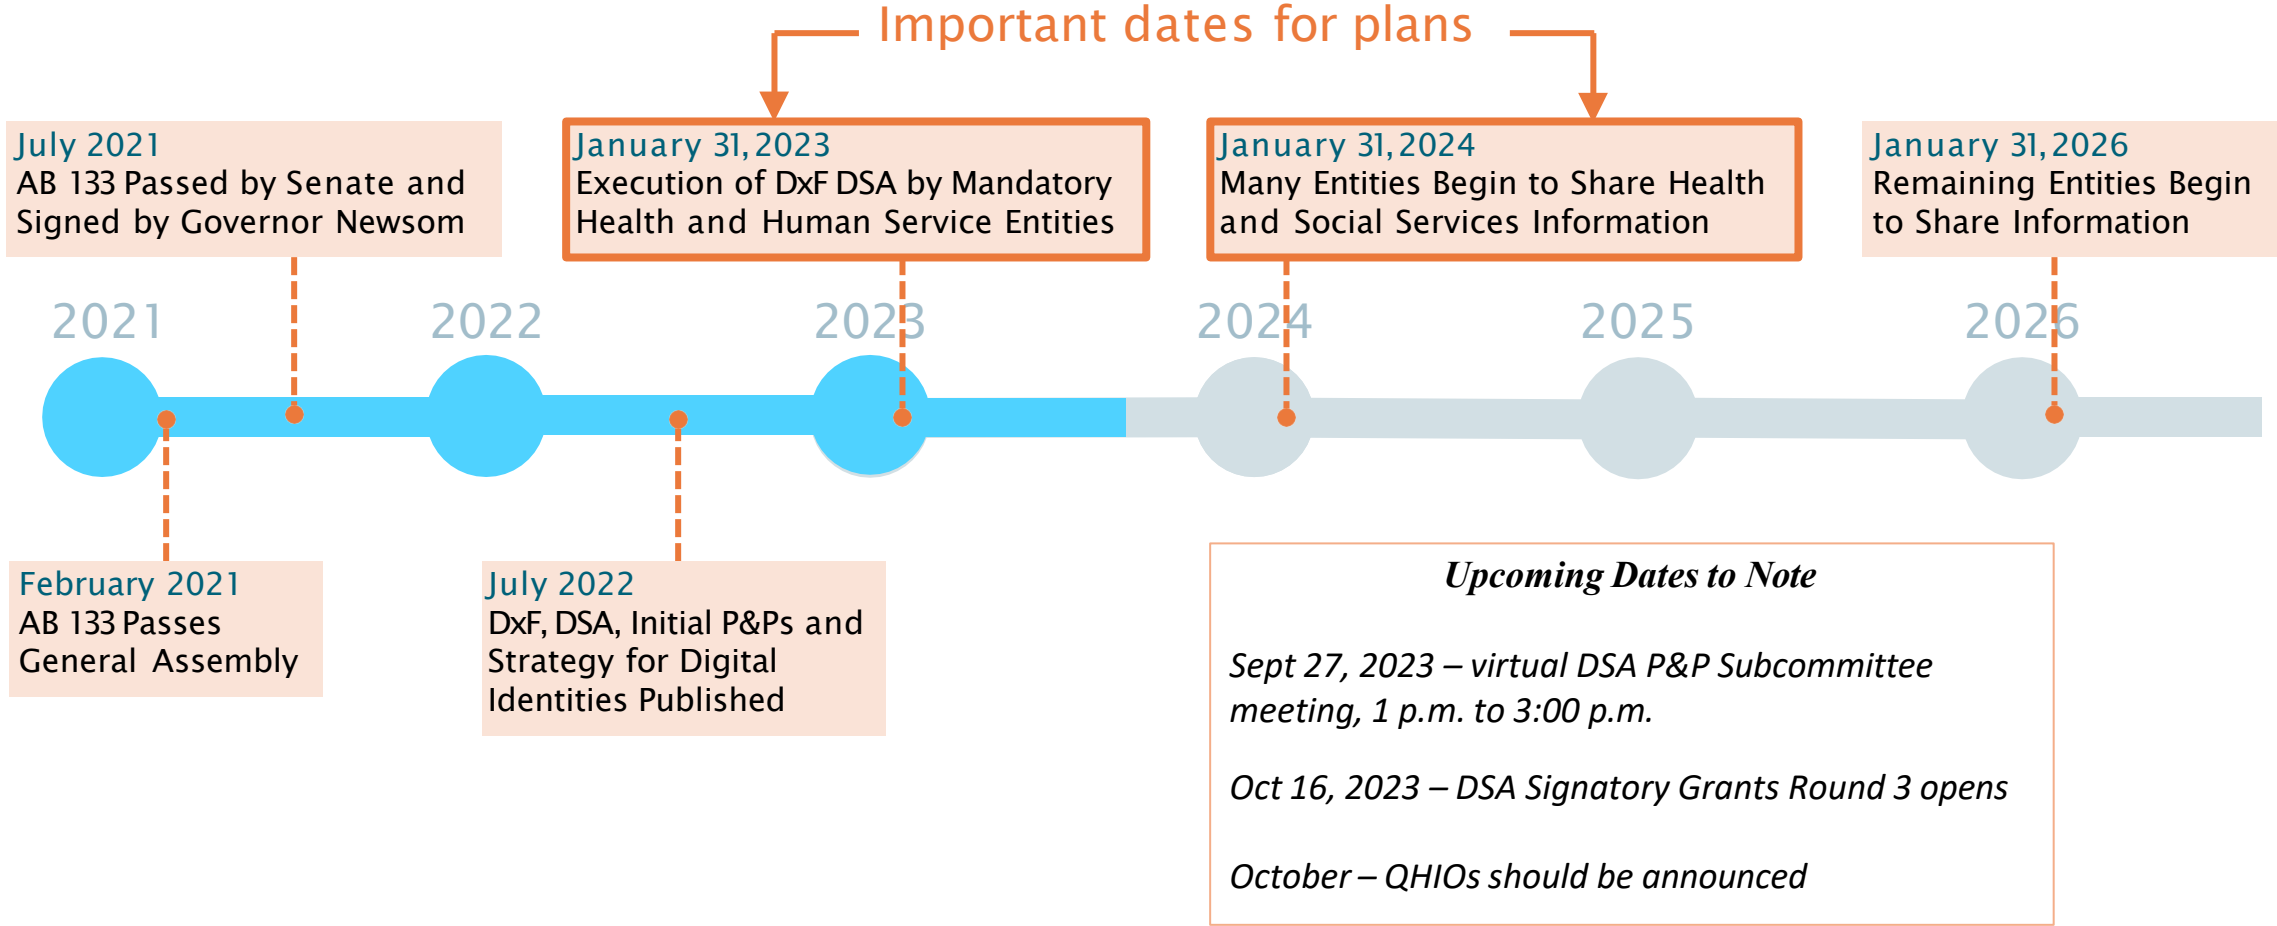 Important dates for plans
July 2021
AB 133 Passed by Senate and
Signed by Governor Newsom
January 31, 2023
Execution of DxF DSA by Mandatory
Health and Human Service Entities
January 31, 2024
Many Entities Begin to Share Health
and Social Services Information
January 31, 2026
Remaining Entities Begin
to Share Information
2021
2022
2023
2024
2025
2026
February 2021
AB 133 Passes
General Assembly
July 2022
DxF, DSA, Initial P&Ps and
Strategy for Digital
Identities Published
Upcoming Dates to Note
Sept 27, 2023 – virtual DSA P&P Subcommittee
meeting, 1 p.m. to 3:00 p.m.
Oct 16, 2023 – DSA Signatory Grants Round 3 opens
October – QHIOs should be announced